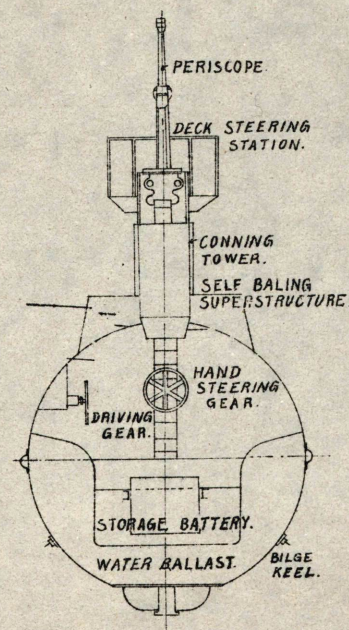 PERISCOPE
DECK STEERING
STATION.
CONNING
TOWER.
SELF BALING
SUPERSTRUCTURE
HAND
STEERING
GEAR.
DRIVING
GEAR.
STORAGE BATTERY.
WATER BALLAST.
BILGE
KEEL.